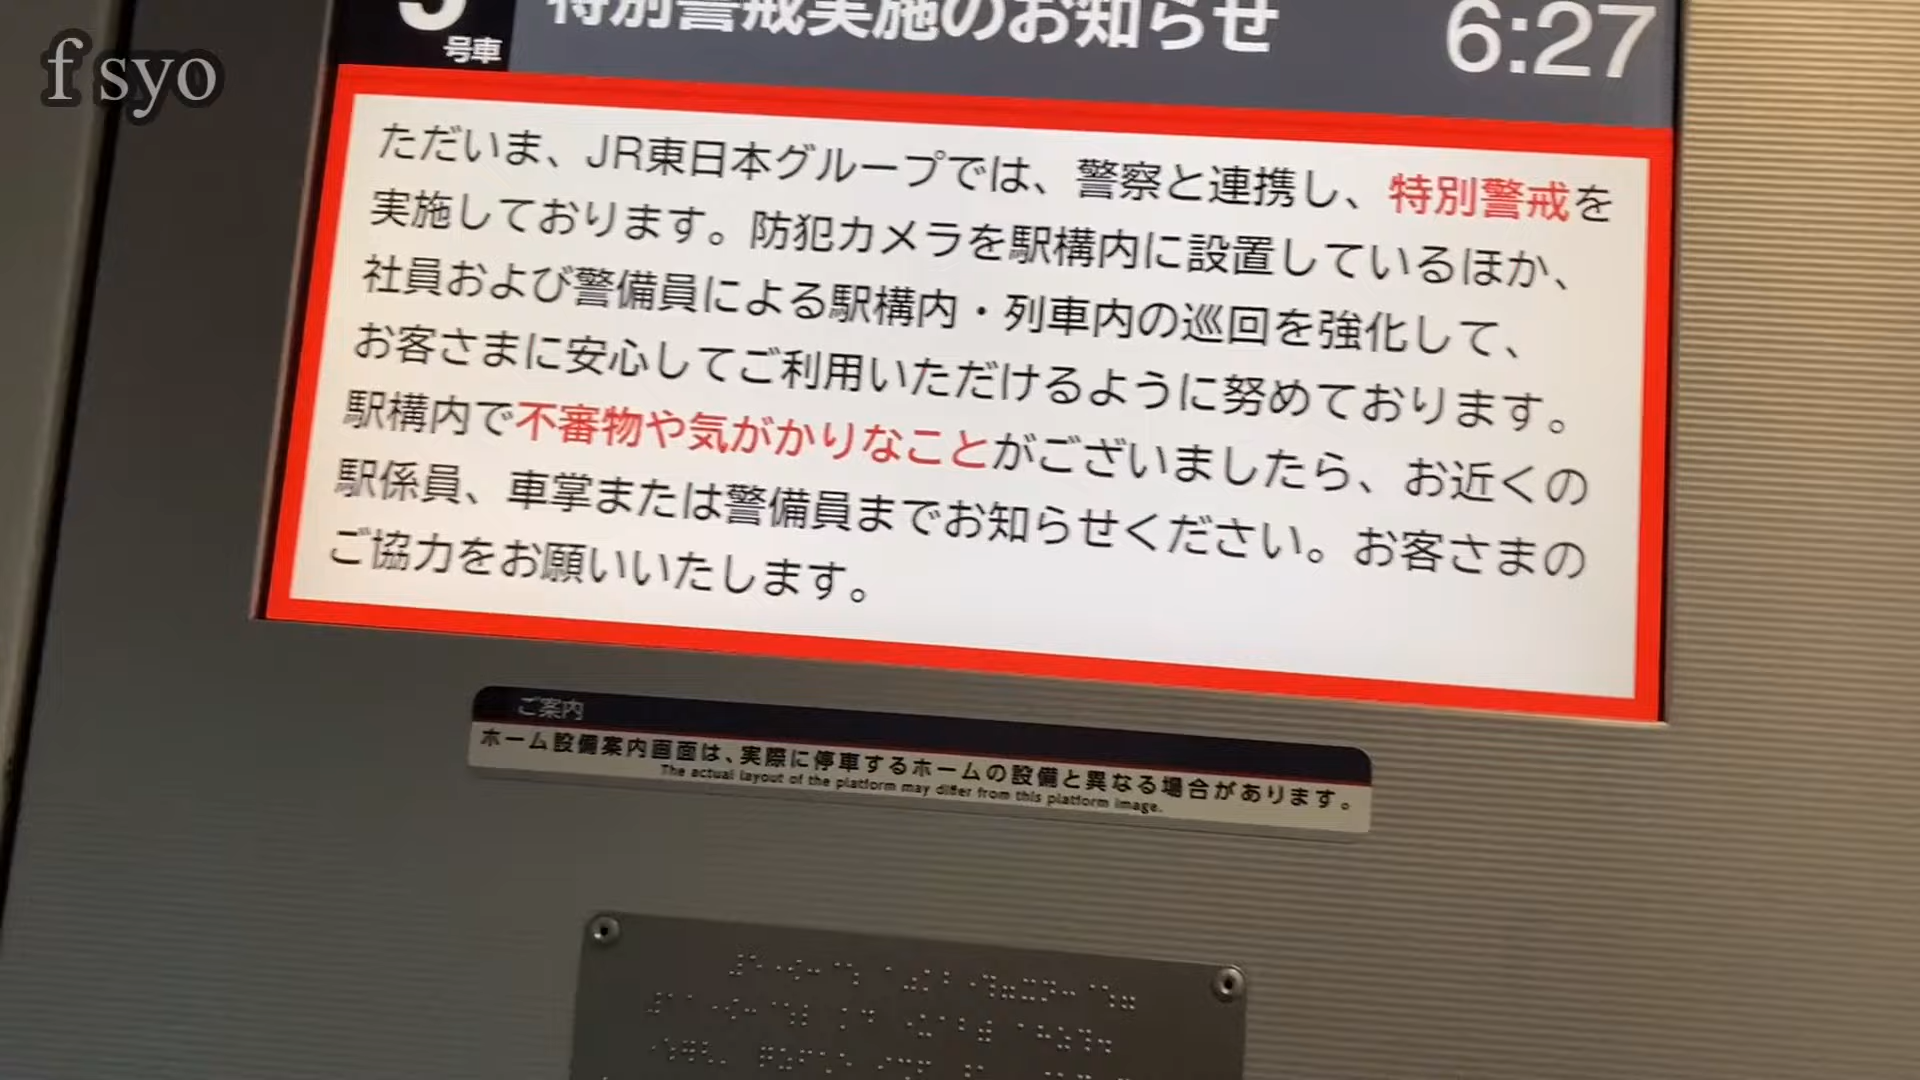 f syo
号車
特別警戒実施のお知らせ
6:27
ただいま、JR東日本グループでは、警察と連携し、特別警戒を
実施しております。防犯カメラを駅構内に設置しているほか、
社員および警備員による駅構内・列車内の巡回を強化して、
お客さまに安心してご利用いただけるように努めております。
駅構内で不審物や気がかりなことがございましたら、お近くの
駅係員、車掌または警備員までお知らせください。お客さまの
ご協力をお願いいたします。
ご案内
ホーム設備案内画面は、実際に停車するホームの設備と異なる場合があります。
The actual layout of the platform may differ from this platform image.